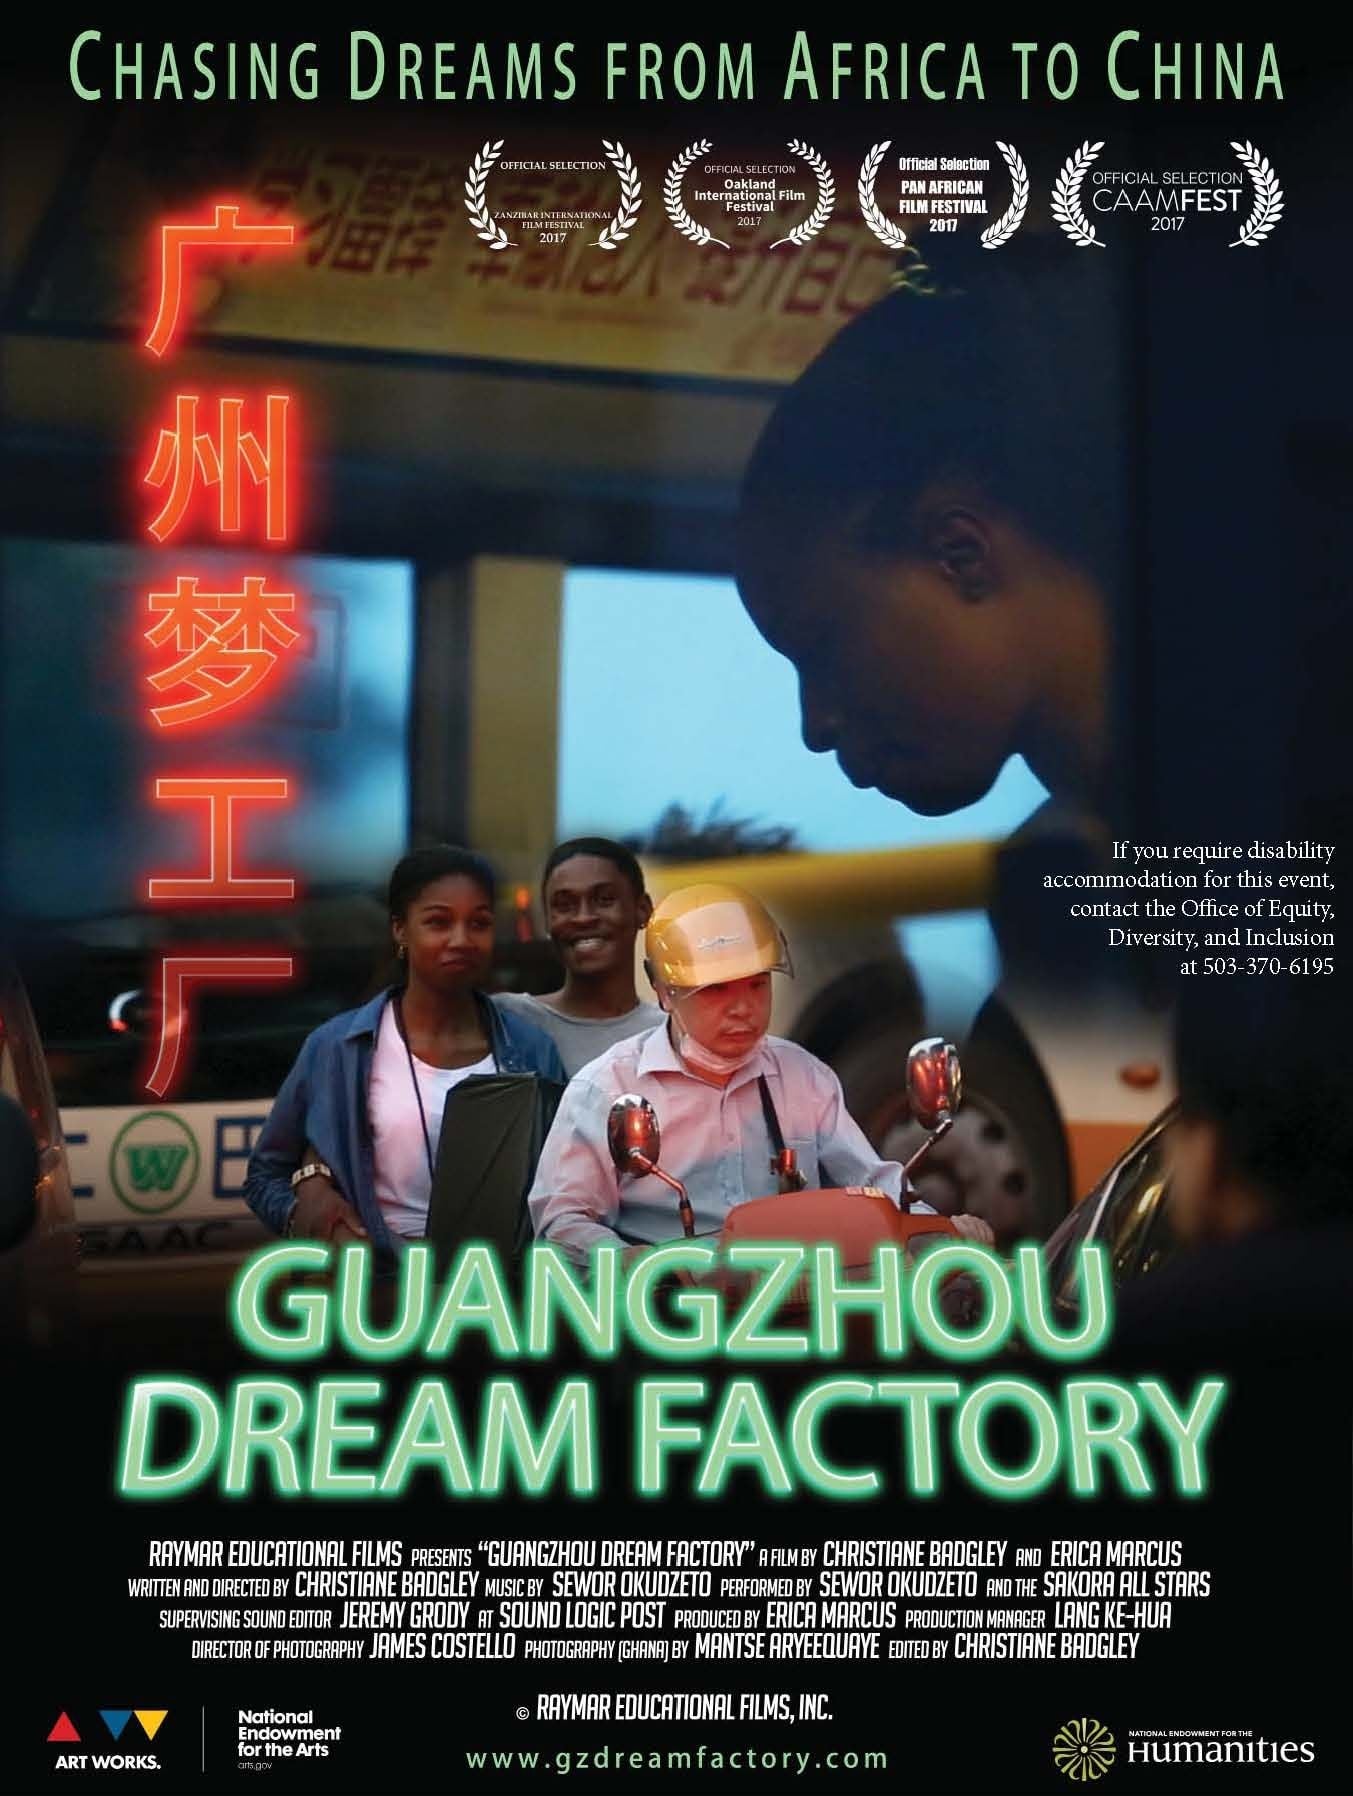 CHASING DREAMS FROM AFRICA TO CHINA
OFFICIAL SELECTION
ZANZIBAR INTERNATIONAL
FILM FESTIVAL
2017
OFFICIAL SELECTION
Oakland
International Film
Festival
2017
Official Selection
PAN AFRICAN
FILM FESTIVAL
2017
OFFICIAL SELECTION
CAAMFEST
2017
广
州
梦
工
厂
If you require disability
accommodation for this event,
contact the Office of Equity,
Diversity, and Inclusion
at 503-370-6195
W
GUANGZHOU
DREAM FACTORY
RAYMAR EDUCATIONAL FILMS PRESENTS "GUANGZHOU DREAM FACTORY" A FILM BY CHRISTIANE BADGLEY AND ERICA MARCUS
WRITTEN AND DIRECTED BY CHRISTIANE BADGLEY MUSIC BY SEWOR OKUDZETO PERFORMED BY SEWOR OKUDZETO AND THE SAKORA ALL STARS
SUPERVISING SOUND EDITOR JEREMY GRODY AT SOUND LOGIC POST PRODUCED BY ERICA MARCUS PRODUCTION MANAGER LANG KE-HUA
DIRECTOR OF PHOTOGRAPHY JAMES COSTELLO PHOTOGRAPHY (GHANA) BY MANTSE ARYEEQUAYE EDITED BY CHRISTIANE BADGLEY
© RAYMAR EDUCATIONAL FILMS, INC.
www.gzdreamfactory.com
ART WORKS.
National
Endowment
for the Arts
arts.gov
NATIONAL ENDOWMENT FOR THE
Humanities